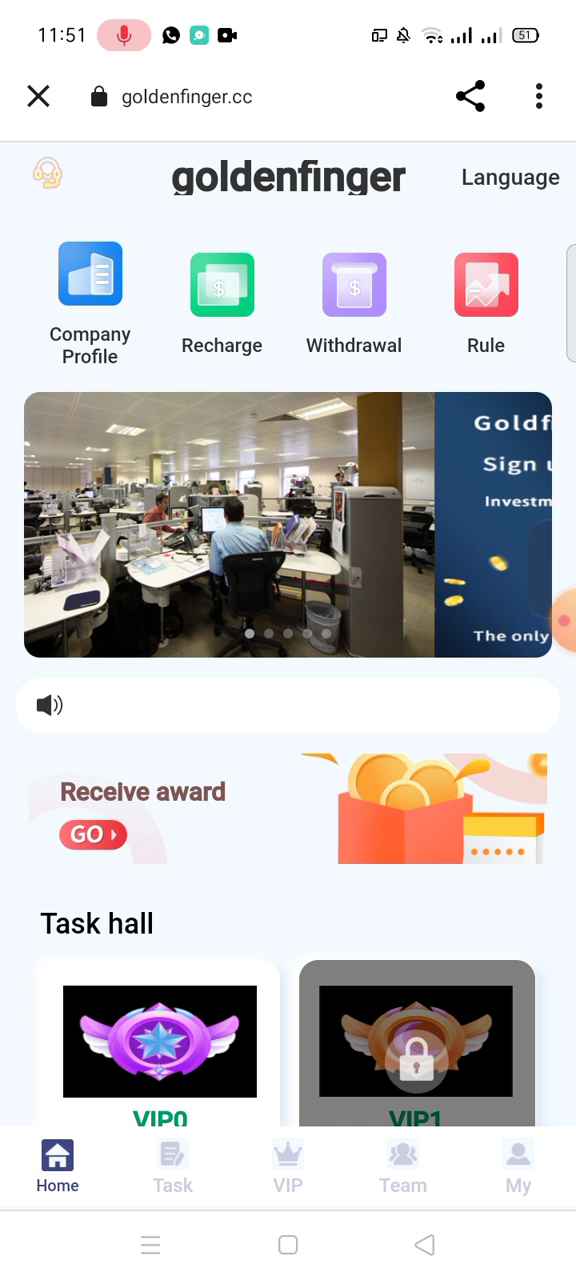 11:51
51
goldenfinger.cc
goldenfinger
Language
Company
Profile
Recharge
Withdrawal
Rule
Goldf
Sign u
Investm
The only
Receive award
GO
Task hall
VIP0
VIP1
Home
Task
VIP
Team
My